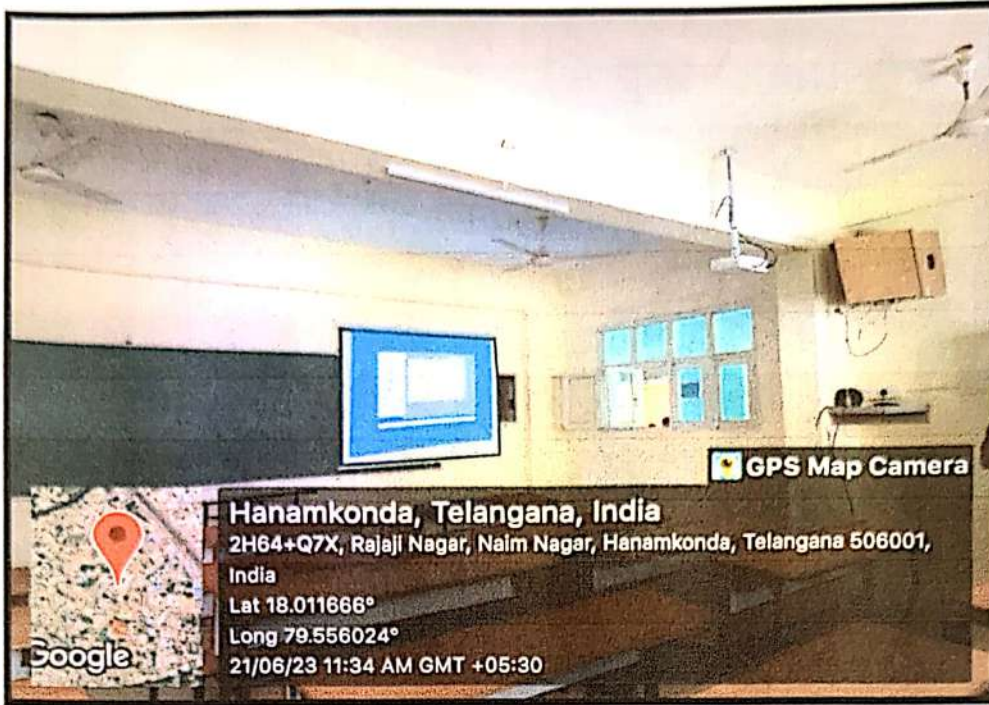 GPS Map Camera
Hanamkonda, Telangana, India
2H64+Q7X, Rajaji Nagar, Naim Nagar, Hanamkonda, Telangana 506001,
India
Lat 18.011666°
Long 79.556024°
21/06/23 11:34 AM GMT +05:30
Google